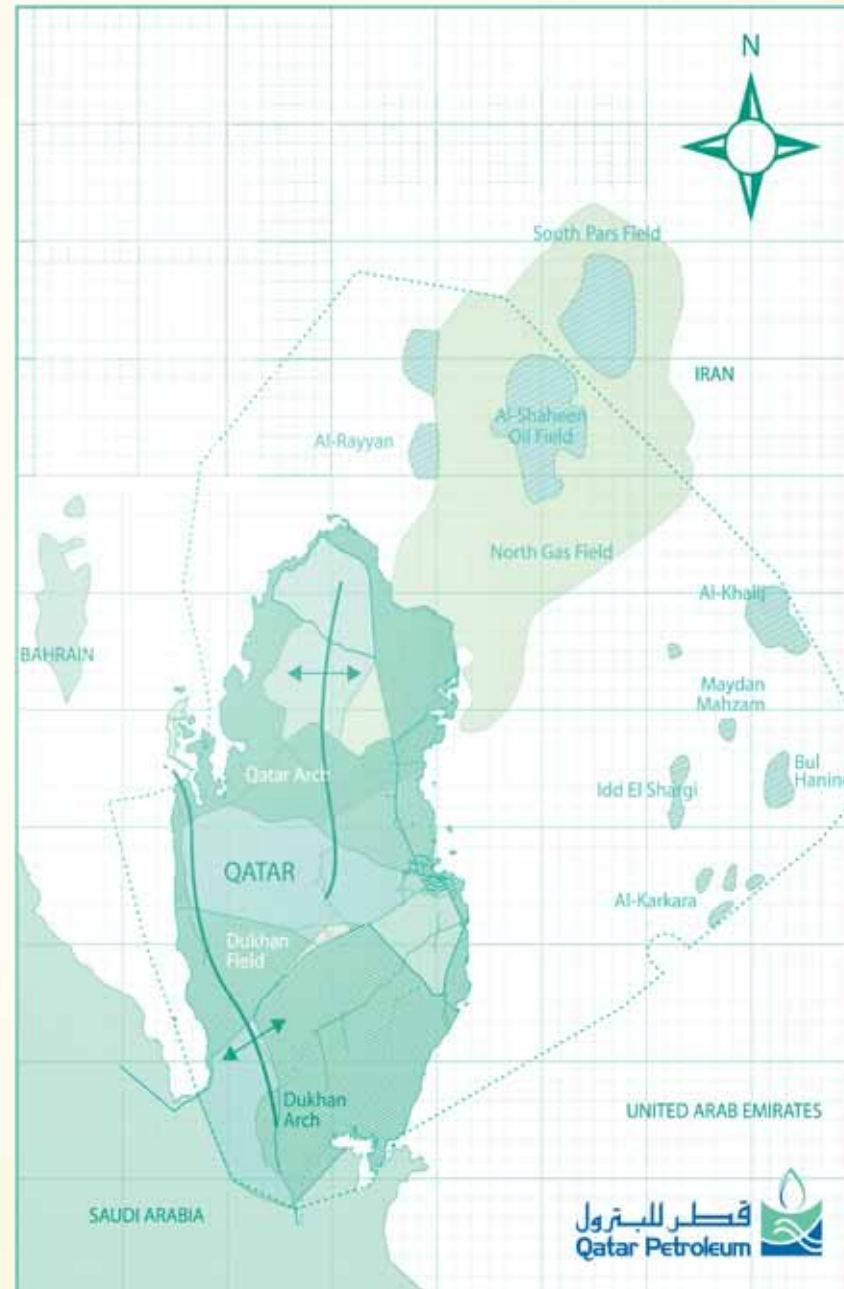 N
South Pars Field
IRAN
Al-Shaheen
Oil Field
Al-Rayyan
North Gas Field
Al-Khalij
BAHRAIN
Maydan
Mahzam
Qatar Arch
Idd El Shargi
Bul
Hanine
QATAR
Al-Karkara
Dukhan
Field
Dukhan
Arch
UNITED ARAB EMIRATES
SAUDI ARABIA
قطر للبترول
Qatar Petroleum